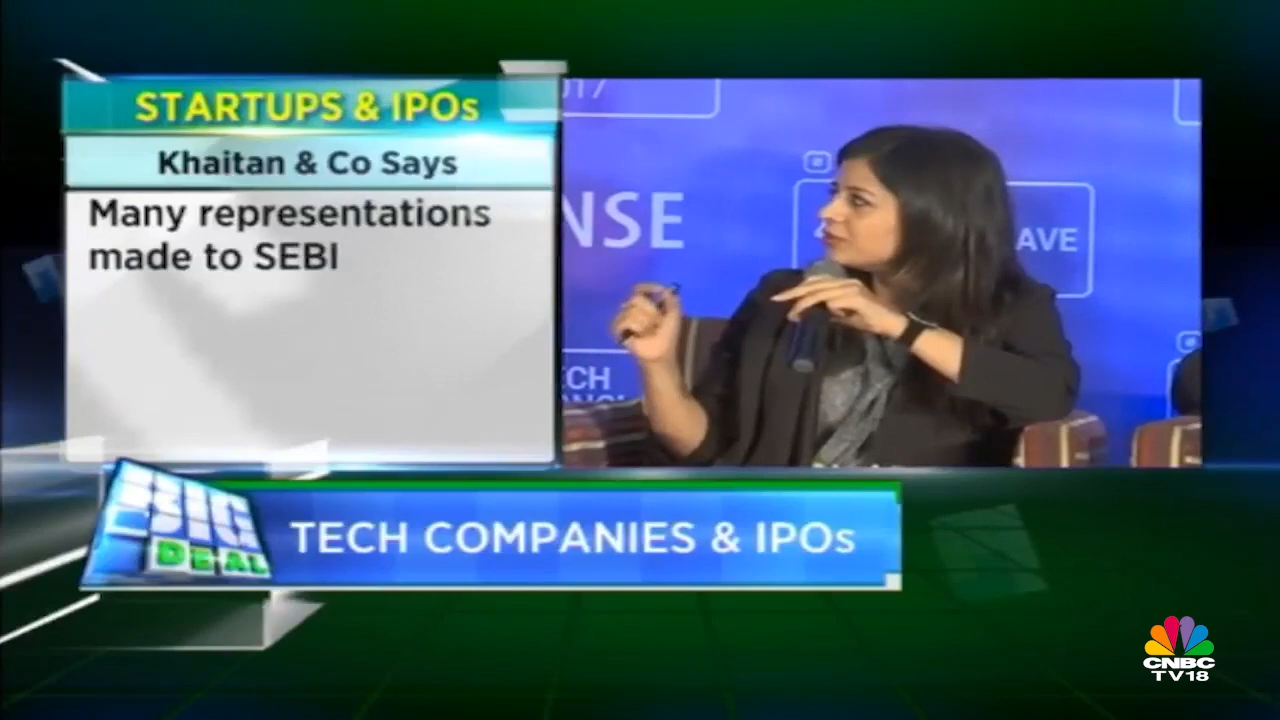 STARTUPS & IPOs
Khaitan & Co Says
Many representations
made to SEBI
017
NSE
AVE
ECH
BIG
DEAL
TECH COMPANIES & IPOs
CNBC
TV18